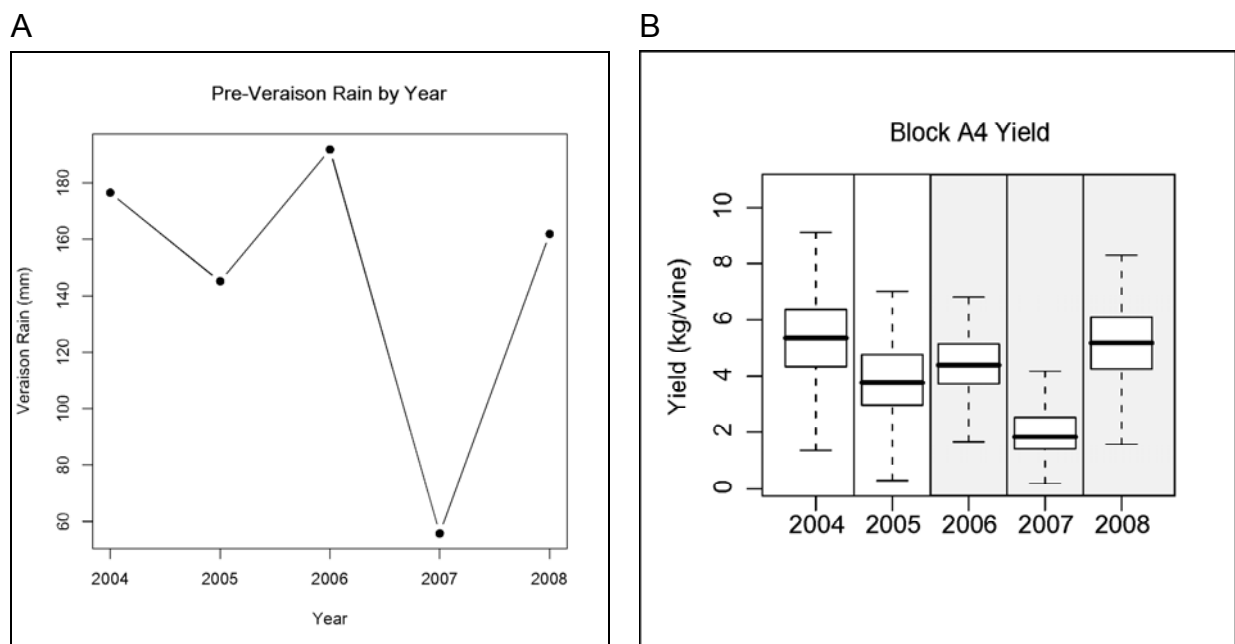 A
Pre-Veraison Rain by Year
Veraison Rain (mm)
180
160
140
120
100
80
60
2004 2005 2006 2007 2008
Year
B
Block A4 Yield
Yield (kg/vine)
10
8
6
4
2
0
2004 2005 2006 2007 2008